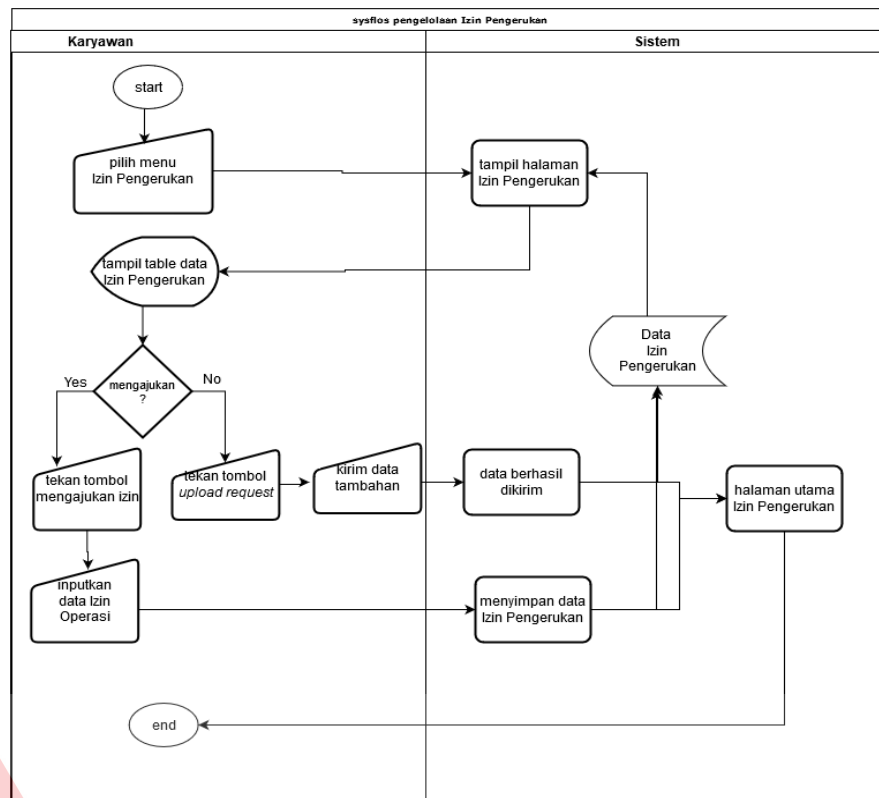 sysflos pengelolaan Izin Pengerukan
Karyawan
Sistem
start
pilih menu
Izin Pengerukan
tampil halaman
Izin Pengerukan
tampil table data
Izin Pengerukan
Data
Izin
Pengerukan
mengajukan
?
Yes
No
tekan tombol
mengajukan izin
tekan tombol
upload request
kirim data
tambahan
data berhasil
dikirim
halaman utama
Izin Pengerukan
inputkan
data Izin
Operasi
menyimpan data
Izin Pengerukan
end